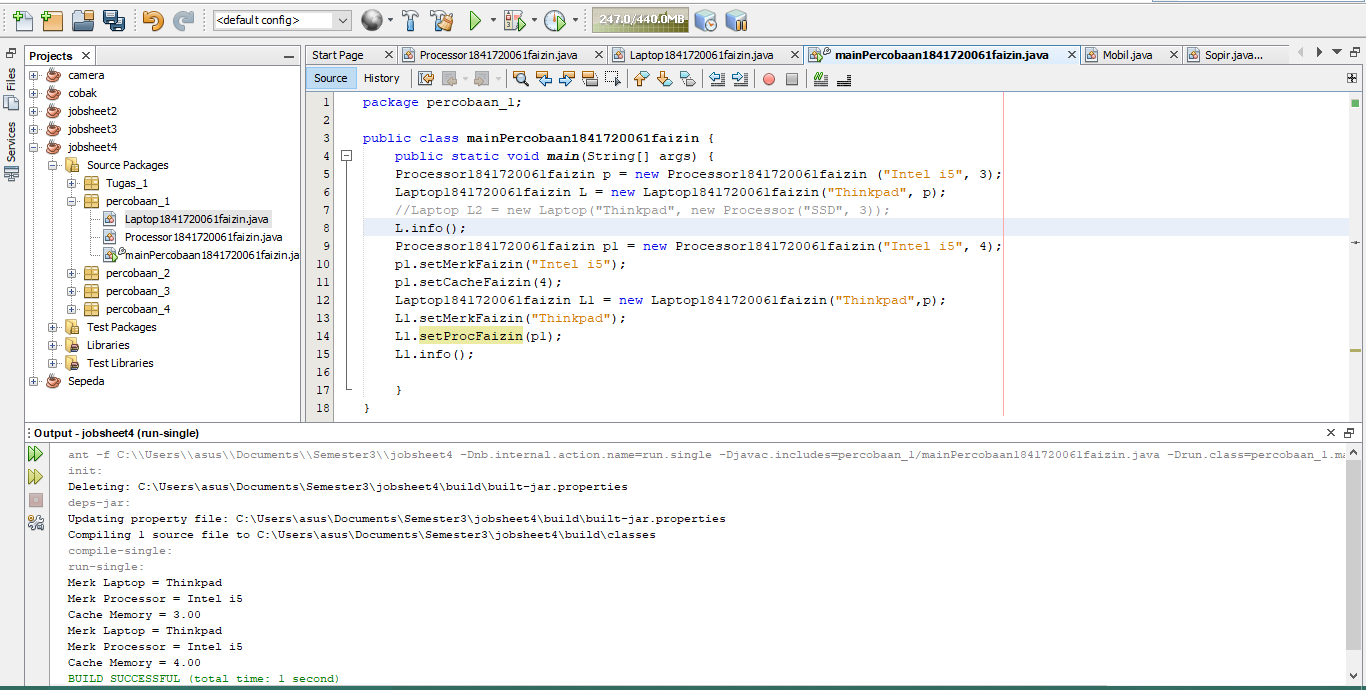 <default config>
247.0/440.0MB
Projects
Start Page
Processor1841720061faizin.java
Laptop1841720061faizin.java
mainPercobaan1841720061faizin.java
Mobil.java
Sopir.java...
Files
Services
camera
cobak
jobsheet2
jobsheet3
jobsheet4
Source Packages
Tugas_1
percobaan_1
Laptop1841720061faizin.java
Processor1841720061faizin.java
mainPercobaan1841720061faizin.ja
percobaan_2
percobaan_3
percobaan_4
Test Packages
Libraries
Test Libraries
Sepeda
Source
History
1 package percobaan_1;
2
3 public class mainPercobaan1841720061faizin {
4 public static void main(String[] args) {
5 Processor1841720061faizin p = new Processor1841720061faizin ("Intel i5", 3);
6 Laptop1841720061faizin L = new Laptop1841720061faizin("Thinkpad", p);
7 //Laptop L2 = new Laptop("Thinkpad", new Processor("SSD", 3));
8 L.info();
9 Processor1841720061faizin p1 = new Processor1841720061faizin("Intel i5", 4);
10 p1.setMerkFaizin("Intel i5");
11 p1.setCacheFaizin(4);
12 Laptop1841720061faizin L1 = new Laptop1841720061faizin("Thinkpad",p);
13 L1.setMerkFaizin("Thinkpad");
14 L1.setProcFaizin(p1);
15 L1.info();
16
17 }
18 }
Output - jobsheet4 (run-single)
ant -f C:\\Users\\asus\\Documents\\Semester3\\jobsheet4 -Dnb.internal.action.name=run.single -Djavac.includes=percobaan_1/mainPercobaan1841720061faizin.java -Drun.class=percobaan_1.ma
init:
Deleting: C:\Users\asus\Documents\Semester3\jobsheet4\build\built-jar.properties
deps-jar:
Updating property file: C:\Users\asus\Documents\Semester3\jobsheet4\build\built-jar.properties
Compiling 1 source file to C:\Users\asus\Documents\Semester3\jobsheet4\build\classes
compile-single:
run-single:
Merk Laptop = Thinkpad
Merk Processor = Intel i5
Cache Memory = 3.00
Merk Laptop = Thinkpad
Merk Processor = Intel i5
Cache Memory = 4.00
BUILD SUCCESSFUL (total time: 1 second)